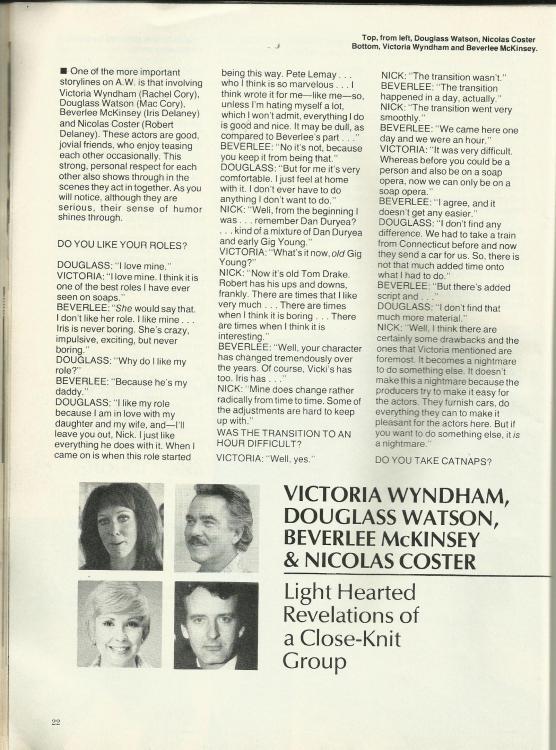 Top, from left, Douglass Watson, Nicolas Coster
Bottom, Victoria Wyndham and Beverlee McKinsey.
■ One of the more important
storylines on A.W. is that involving
Victoria Wyndham (Rachel Cory),
Douglass Watson (Mac Cory),
Beverlee McKinsey (Iris Delaney)
and Nicolas Coster (Robert
Delaney). These actors are good,
jovial friends, who enjoy teasing
each other occasionally. This
strong, personal respect for each
other also shows through in the
scenes they act in together. As you
will notice, although they are
serious, their sense of humor
shines through.
DO YOU LIKE YOUR ROLES?
DOUGLASS: "I love mine."
VICTORIA: "I love mine. I think it is
one of the best roles I have ever
seen on soaps."
BEVERLEE: "She would say that.
I don't like her role. I like mine . . .
Iris is never boring. She's crazy,
impulsive, exciting, but never
boring."
DOUGLASS: "Why do I like my
role?"
BEVERLEE: "Because he's my
daddy."
DOUGLASS: "I like my role
because I am in love with my
daughter and my wife, and—I'll
leave you out, Nick. I just like
everything he does with it. When I
came on is when this role started
being this way. Pete Lemay . . .
who I think is so marvelous . . . I
think wrote it for me—like me—so,
unless I'm hating myself a lot,
which I won't admit, everything I do
is good and nice. It may be dull, as
compared to Beverlee's part . . ."
BEVERLEE: "No it's not, because
you keep it from being that."
DOUGLASS: "But for me it's very
comfortable. I just feel at home
with it. I don't ever have to do
anything I don't want to do."
NICK: "Well, from the beginning I
was . . . remember Dan Duryea?
. . . kind of a mixture of Dan Duryea
and early Gig Young."
VICTORIA: "What's it now, old Gig
Young?"
NICK: "Now it's old Tom Drake.
Robert has his ups and downs,
frankly. There are times that I like
very much . . . There are times
when I think it is boring . . . There
are times when I think it is
interesting."
BEVERLEE: "Well, your character
has changed tremendously over
the years. Of course, Vicki's has
too. Iris has . . ."
NICK: "Mine does change rather
radically from time to time. Some of
the adjustments are hard to keep
up with."
WAS THE TRANSITION TO AN
HOUR DIFFICULT?
VICTORIA: "Well, yes."
NICK: "The transition wasn't."
BEVERLEE: "The transition
happened in a day, actually."
NICK: "The transition went very
smoothly."
BEVERLEE: "We came here one
day and we were an hour."
VICTORIA: "It was very difficult.
Whereas before you could be a
person and also be on a soap
opera, now we can only be on a
soap opera."
BEVERLEE: "I agree, and it
doesn't get any easier."
DOUGLASS: "I don't find any
difference. We had to take a train
from Connecticut before and now
they send a car for us. So, there is
not that much added time onto
what I had to do."
BEVERLEE: "But there's added
script and . . ."
DOUGLASS: "I don't find that
much more material."
NICK: "Well, I think there are
certainly some drawbacks and the
ones that Victoria mentioned are
foremost. It becomes a nightmare
to do something else. It doesn't
make this a nightmare because the
producers try to make it easy for
the actors. They furnish cars, do
everything they can to make it
pleasant for the actors here. But if
you want to do something else, it is
a nightmare."
DO YOU TAKE CATNAPS?
VICTORIA WYNDHAM,
DOUGLASS WATSON,
BEVERLEE McKINSEY
& NICOLAS COSTER
Light Hearted
Revelations of
a Close-Knit
Group
22